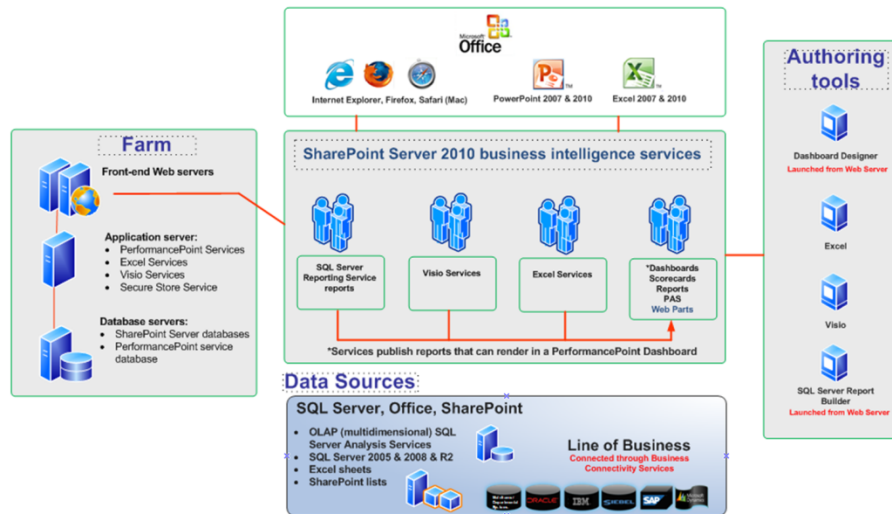 Microsoft
Office
Internet Explorer, Firefox, Safari (Mac)
PowerPoint 2007 & 2010
Excel 2007 & 2010
Farm
Front-end Web servers
Application server:
• PerformancePoint Services
• Excel Services
• Visio Services
• Secure Store Service
Database servers:
• SharePoint Server databases
• PerformancePoint service
database
SharePoint Server 2010 business intelligence services
SQL Server
Reporting Service
reports
Visio Services
Excel Services
*Dashboards
Scorecards
Reports
PAS
Web Parts
*Services publish reports that can render in a PerformancePoint Dashboard
Authoring
tools
Dashboard Designer
Launched from Web Server
Excel
Visio
SQL Server Report
Builder
Launched from Web Server
Data Sources
SQL Server, Office, SharePoint
• OLAP (multidimensional) SQL
Server Analysis Services
• SQL Server 2005 & 2008 & R2
• Excel sheets
• SharePoint lists
Line of Business
Connected through Business
Connectivity Services
ORACLE
IBM
SIEBEL
SAP